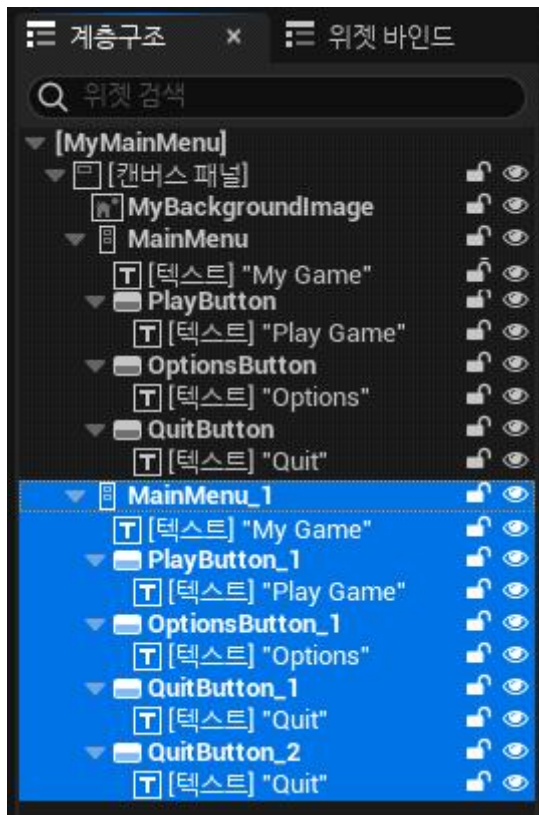 계층구조 × 위젯 바인드
위젯 검색
[MyMainMenu]
[캔버스 패널]
MyBackgroundImage
MainMenu
[텍스트] "My Game"
PlayButton
[텍스트] "Play Game"
OptionsButton
[텍스트] "Options"
QuitButton
[텍스트] "Quit"
MainMenu_1
[텍스트] "My Game"
PlayButton_1
[텍스트] "Play Game"
OptionsButton_1
[텍스트] "Options"
QuitButton_1
[텍스트] "Quit"
QuitButton_2
[텍스트] "Quit"